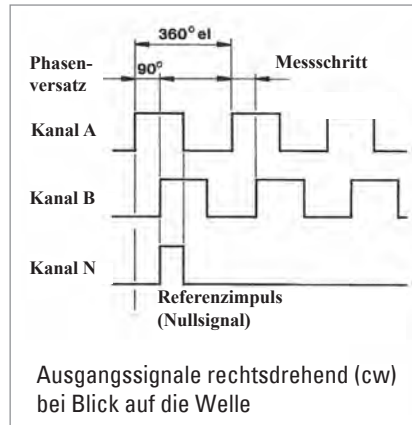 360° el
Phasen-
versatz
90°
Messschritt
Kanal A
Kanal B
Kanal N
Referenzimpuls
(Nullsignal)
Ausgangssignale rechtsdrehend (cw)
bei Blick auf die Welle